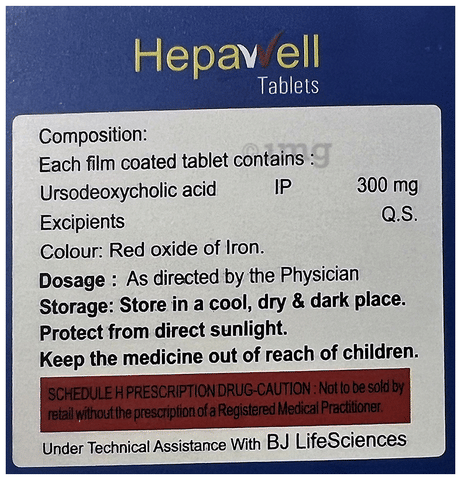 Hepawell
Tablets
Composition:
Each film coated tablet contains :
Ursodeoxycholic acid IP 300 mg
Excipients Q.S.
Colour: Red oxide of Iron.
Dosage : As directed by the Physician
Storage: Store in a cool, dry & dark place.
Protect from direct sunlight.
Keep the medicine out of reach of children.
SCHEDULE H PRESCRIPTION DRUG-CAUTION : Not to be sold by
retail without the prescription of a Registered Medical Practitioner.
Under Technical Assistance With BJ LifeSciences
1mg